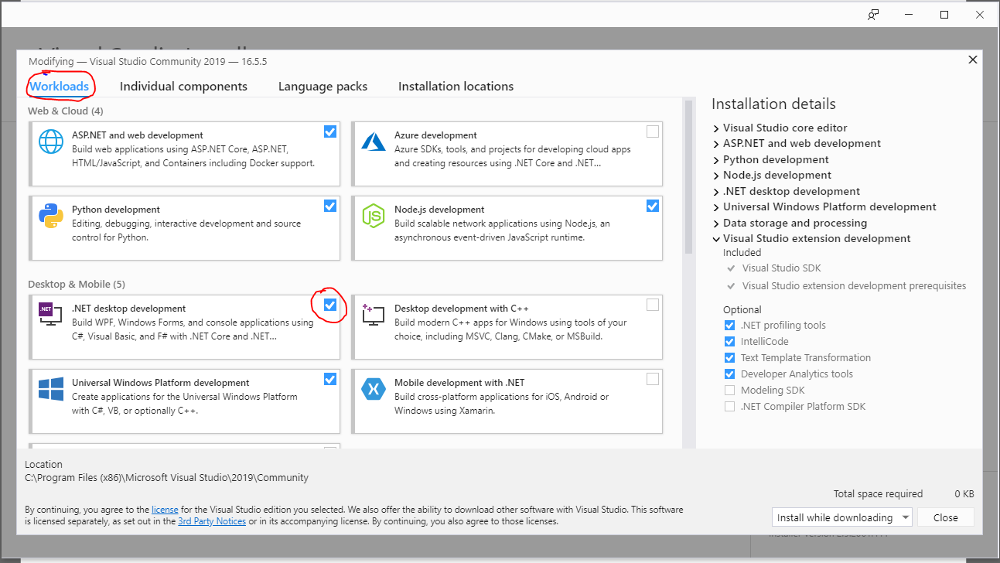 Modifying — Visual Studio Community 2019 — 16.5.5
Workloads
Individual components
Language packs
Installation locations
Web & Cloud (4)
ASP.NET and web development
Build web applications using ASP.NET Core, ASP.NET,
HTML/JavaScript, and Containers including Docker support.
Azure development
Azure SDKs, tools, and projects for developing cloud apps
and creating resources using .NET Core and .NET...
Python development
Editing, debugging, interactive development and source
control for Python.
Node.js development
Build scalable network applications using Node.js, an
asynchronous event-driven JavaScript runtime.
Desktop & Mobile (5)
.NET
.NET desktop development
Build WPF, Windows Forms, and console applications using
C#, Visual Basic, and F# with .NET Core and .NET...
Desktop development with C++
Build modern C++ apps for Windows using tools of your
choice, including MSVC, Clang, CMake, or MSBuild.
Universal Windows Platform development
Create applications for the Universal Windows Platform
with C#, VB, or optionally C++.
Mobile development with .NET
Build cross-platform applications for iOS, Android or
Windows using Xamarin.
Installation details
Visual Studio core editor
ASP.NET and web development
Python development
Node.js development
.NET desktop development
Universal Windows Platform development
Data storage and processing
Visual Studio extension development
Included
Visual Studio SDK
Visual Studio extension development prerequisites
Optional
.NET profiling tools
IntelliCode
Text Template Transformation
Developer Analytics tools
Modeling SDK
.NET Compiler Platform SDK
Location
C:\Program Files (x86)\Microsoft Visual Studio\2019\Community
Total space required 0 KB
By continuing, you agree to the license for the Visual Studio edition you selected. We also offer the ability to download other software with Visual Studio. This software
is licensed separately, as set out in the 3rd Party Notices or in its accompanying license. By continuing, you also agree to those licenses.
Install while downloading
Close